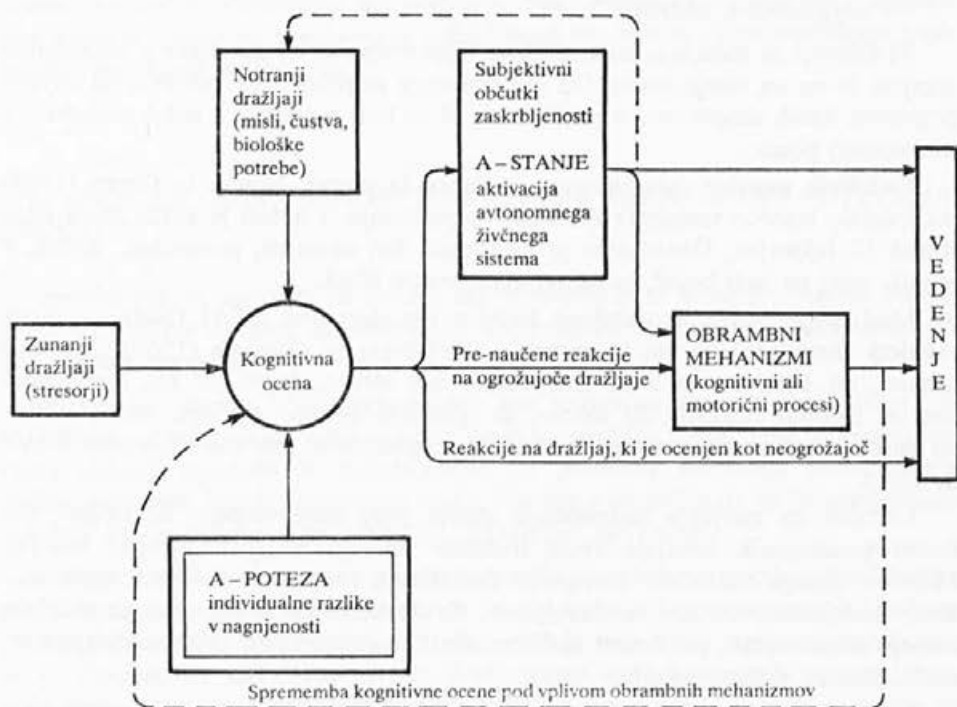 Notranji
dražljaji
(misli, čustva,
biološke
potrebe)
Subjektivni
občutki
zaskrbljenosti
A – STANJE
aktivacija
avtonomnega
živčnega
sistema
VEDENJE
Zunanji
dražljaji
(stresorji)
Kognitivna
ocena
Pre-naučene reakcije
na ogrožujoče dražljaje
OBRAMBNI
MEHANIZMI
(kognitivni ali
motorični procesi)
Reakcije na dražljaj, ki je ocenjen kot neogrožajoč
A – POTEZA
individualne razlike
v nagnjenosti
Sprememba kognitivne ocene pod vplivom obrambnih mehanizmov